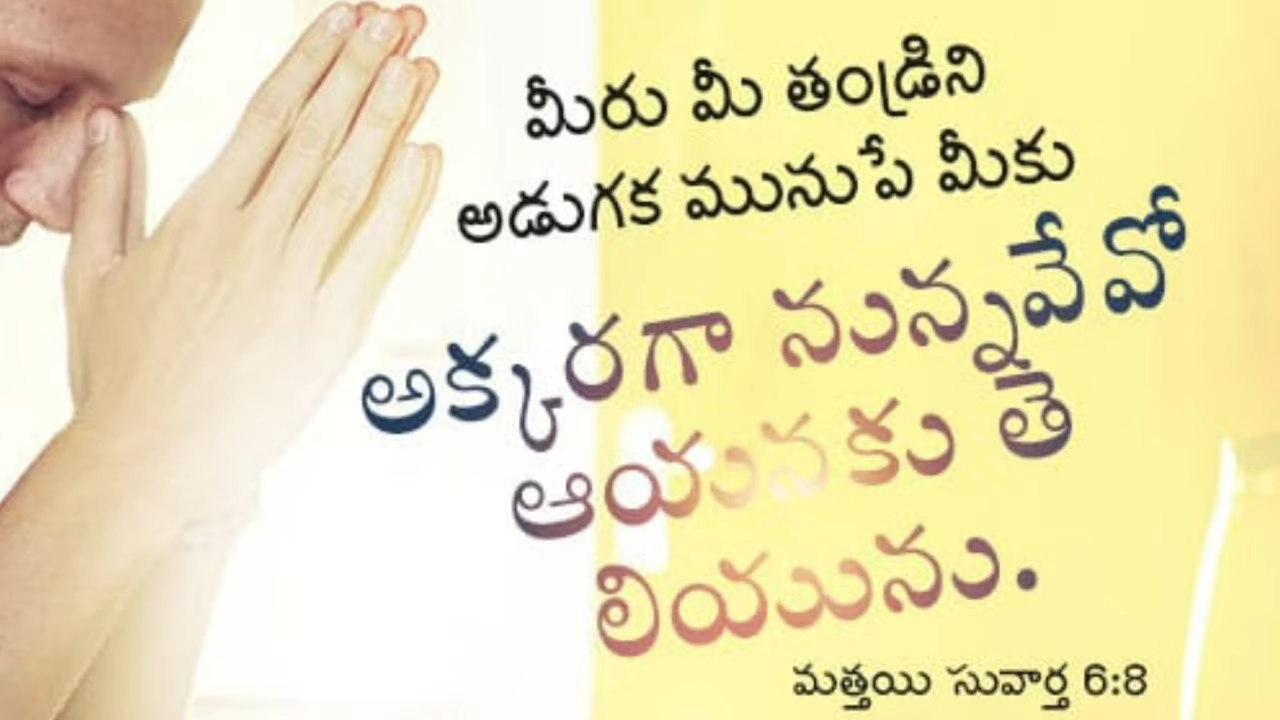 మీరు మీ తండ్రిని
అడుగక మునుపే మీకు
అక్కరగా నున్నవేవో
ఆయనకు తె
లియును.
మత్తయి సువార్త 6:8